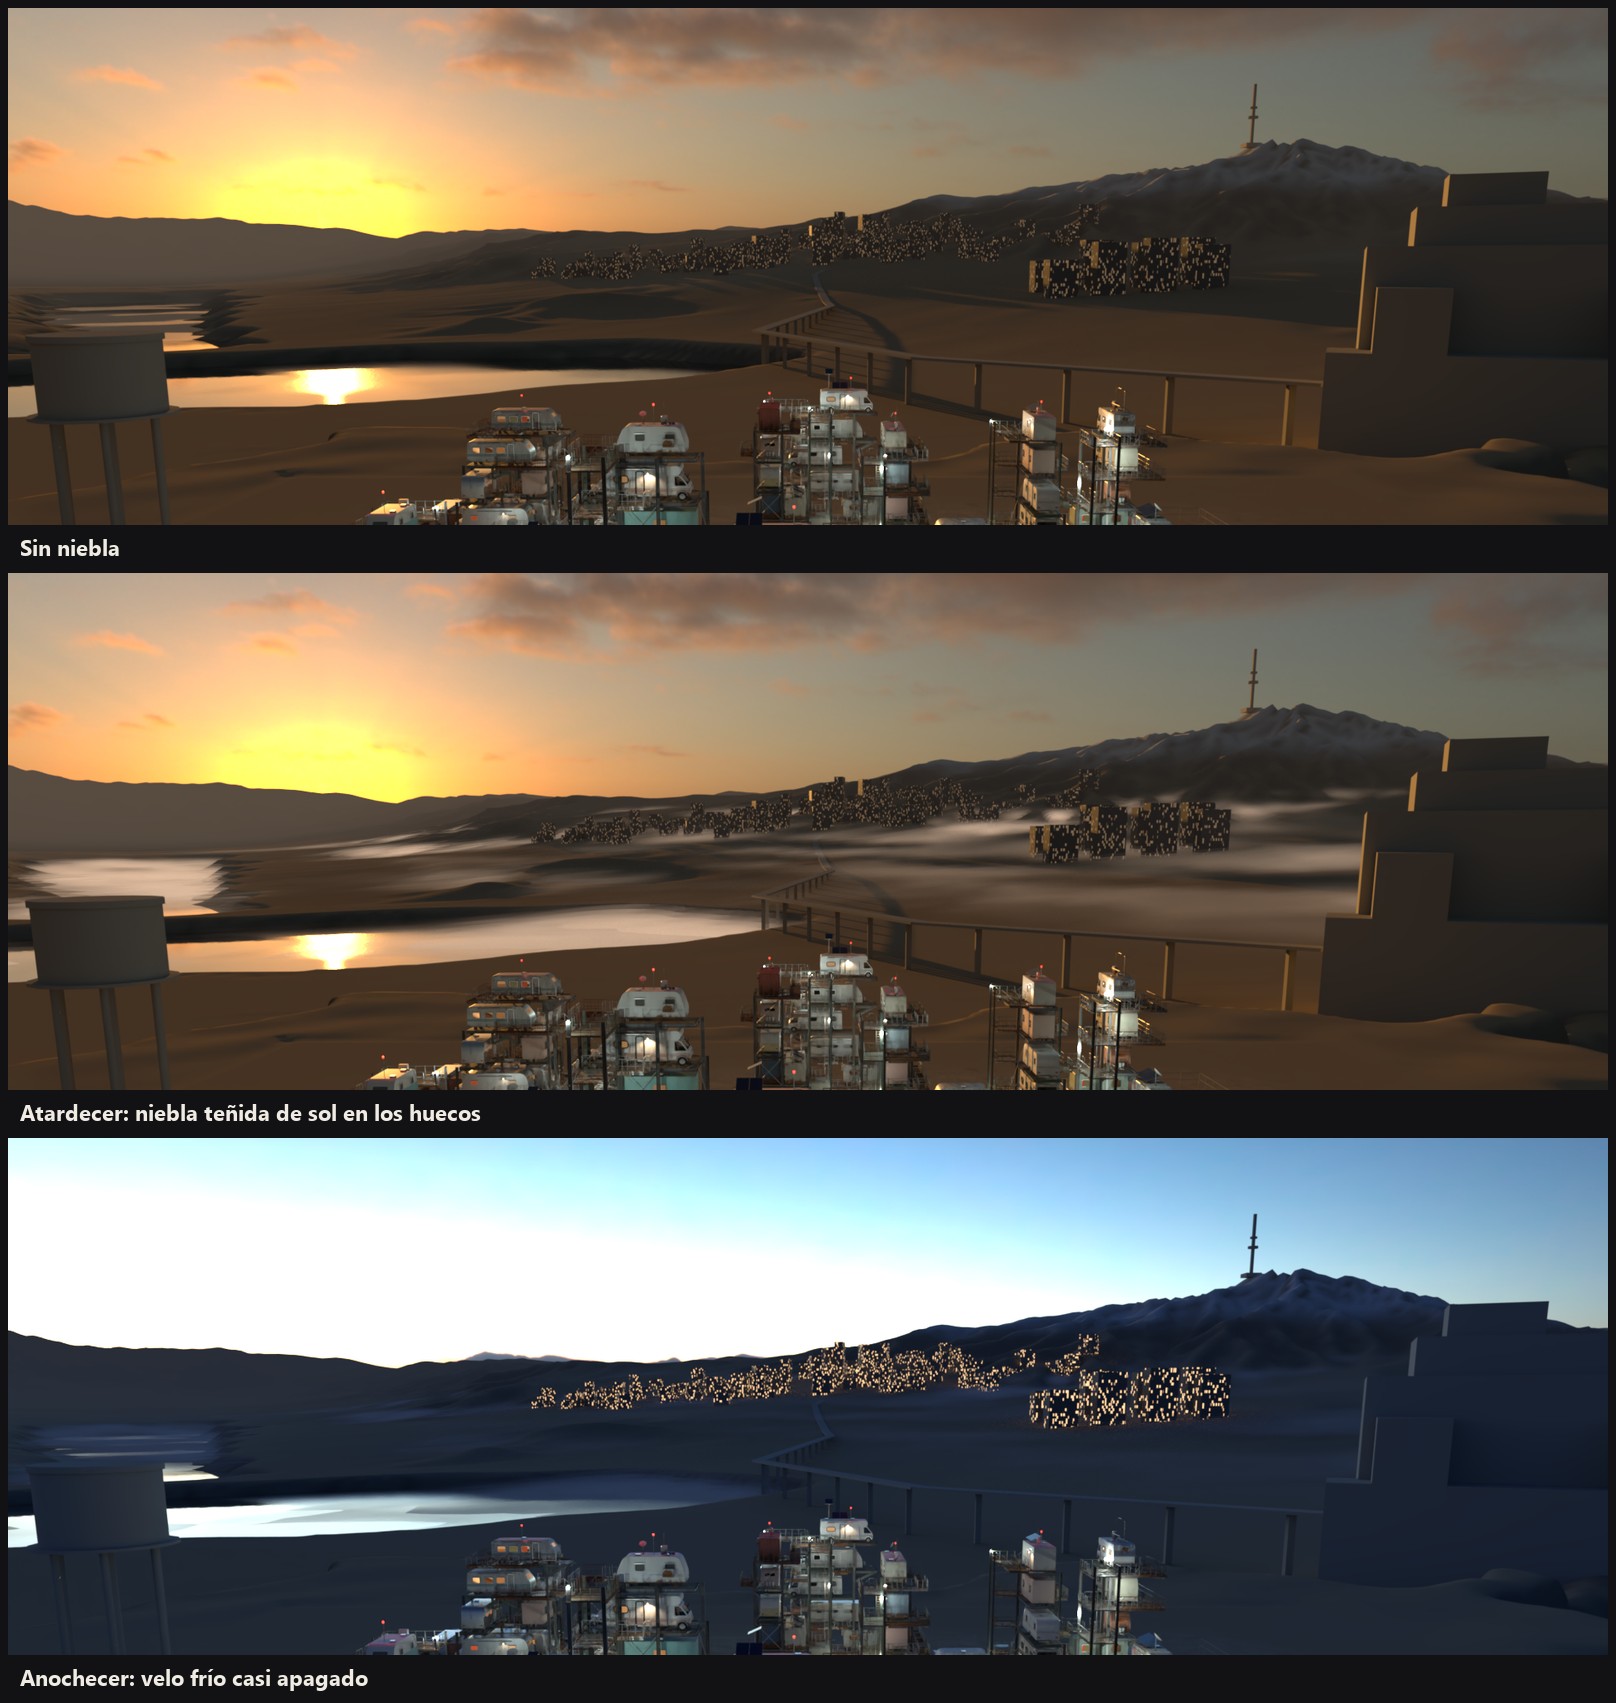 Sin niebla
Atardecer: niebla teñida de sol en los huecos
Anochecer: velo frío casi apagado